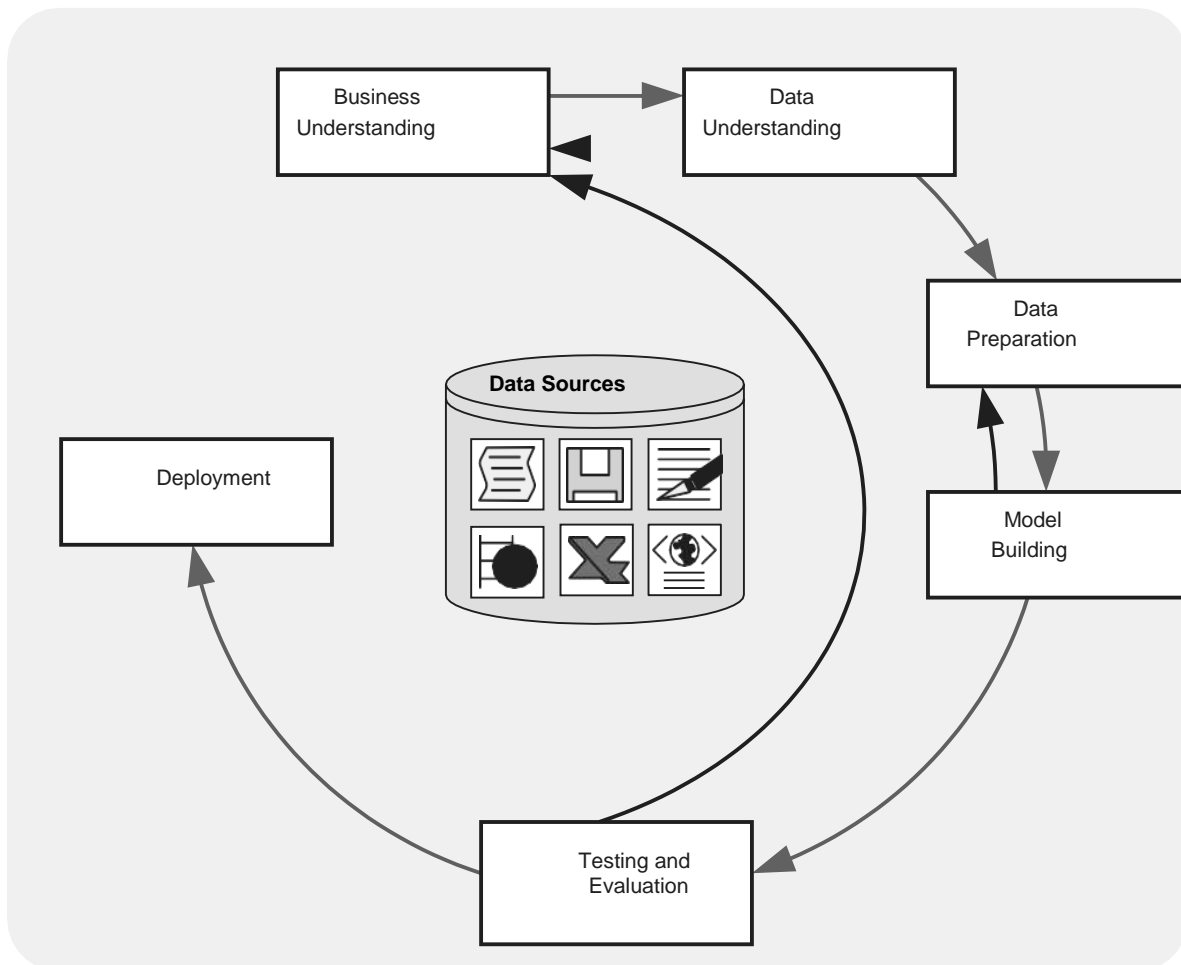 Business
Understanding
Data
Understanding
Data
Preparation
Data Sources
Deployment
Model
Building
Testing and
Evaluation